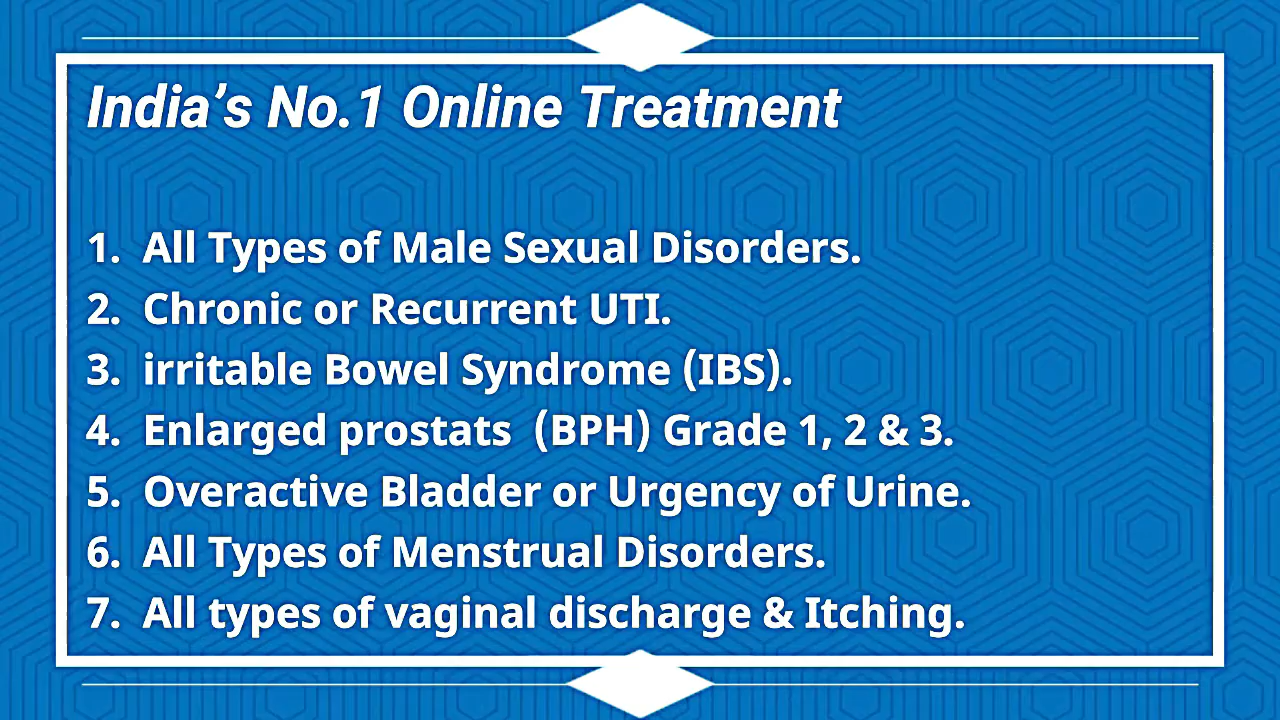 India’s No.1 Online Treatment
1. All Types of Male Sexual Disorders.
2. Chronic or Recurrent UTI.
3. irritable Bowel Syndrome (IBS).
4. Enlarged prostats (BPH) Grade 1, 2 & 3.
5. Overactive Bladder or Urgency of Urine.
6. All Types of Menstrual Disorders.
7. All types of vaginal discharge & Itching.